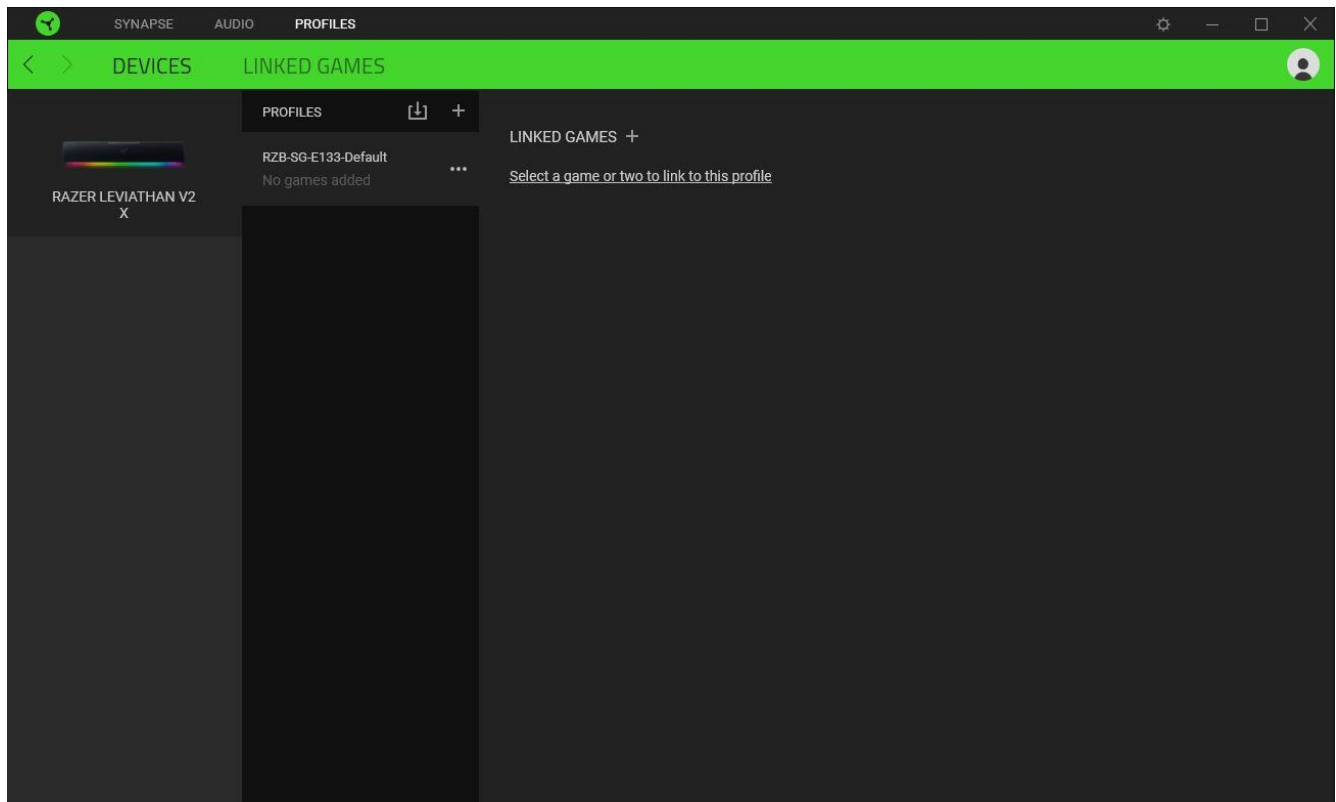 SYNAPSE AUDIO PROFILES
DEVICES LINKED GAMES
RAZER LEVIATHAN V2
X
PROFILES
RZB-SG-E133-Default
No games added
LINKED GAMES +
Select a game or two to link to this profile